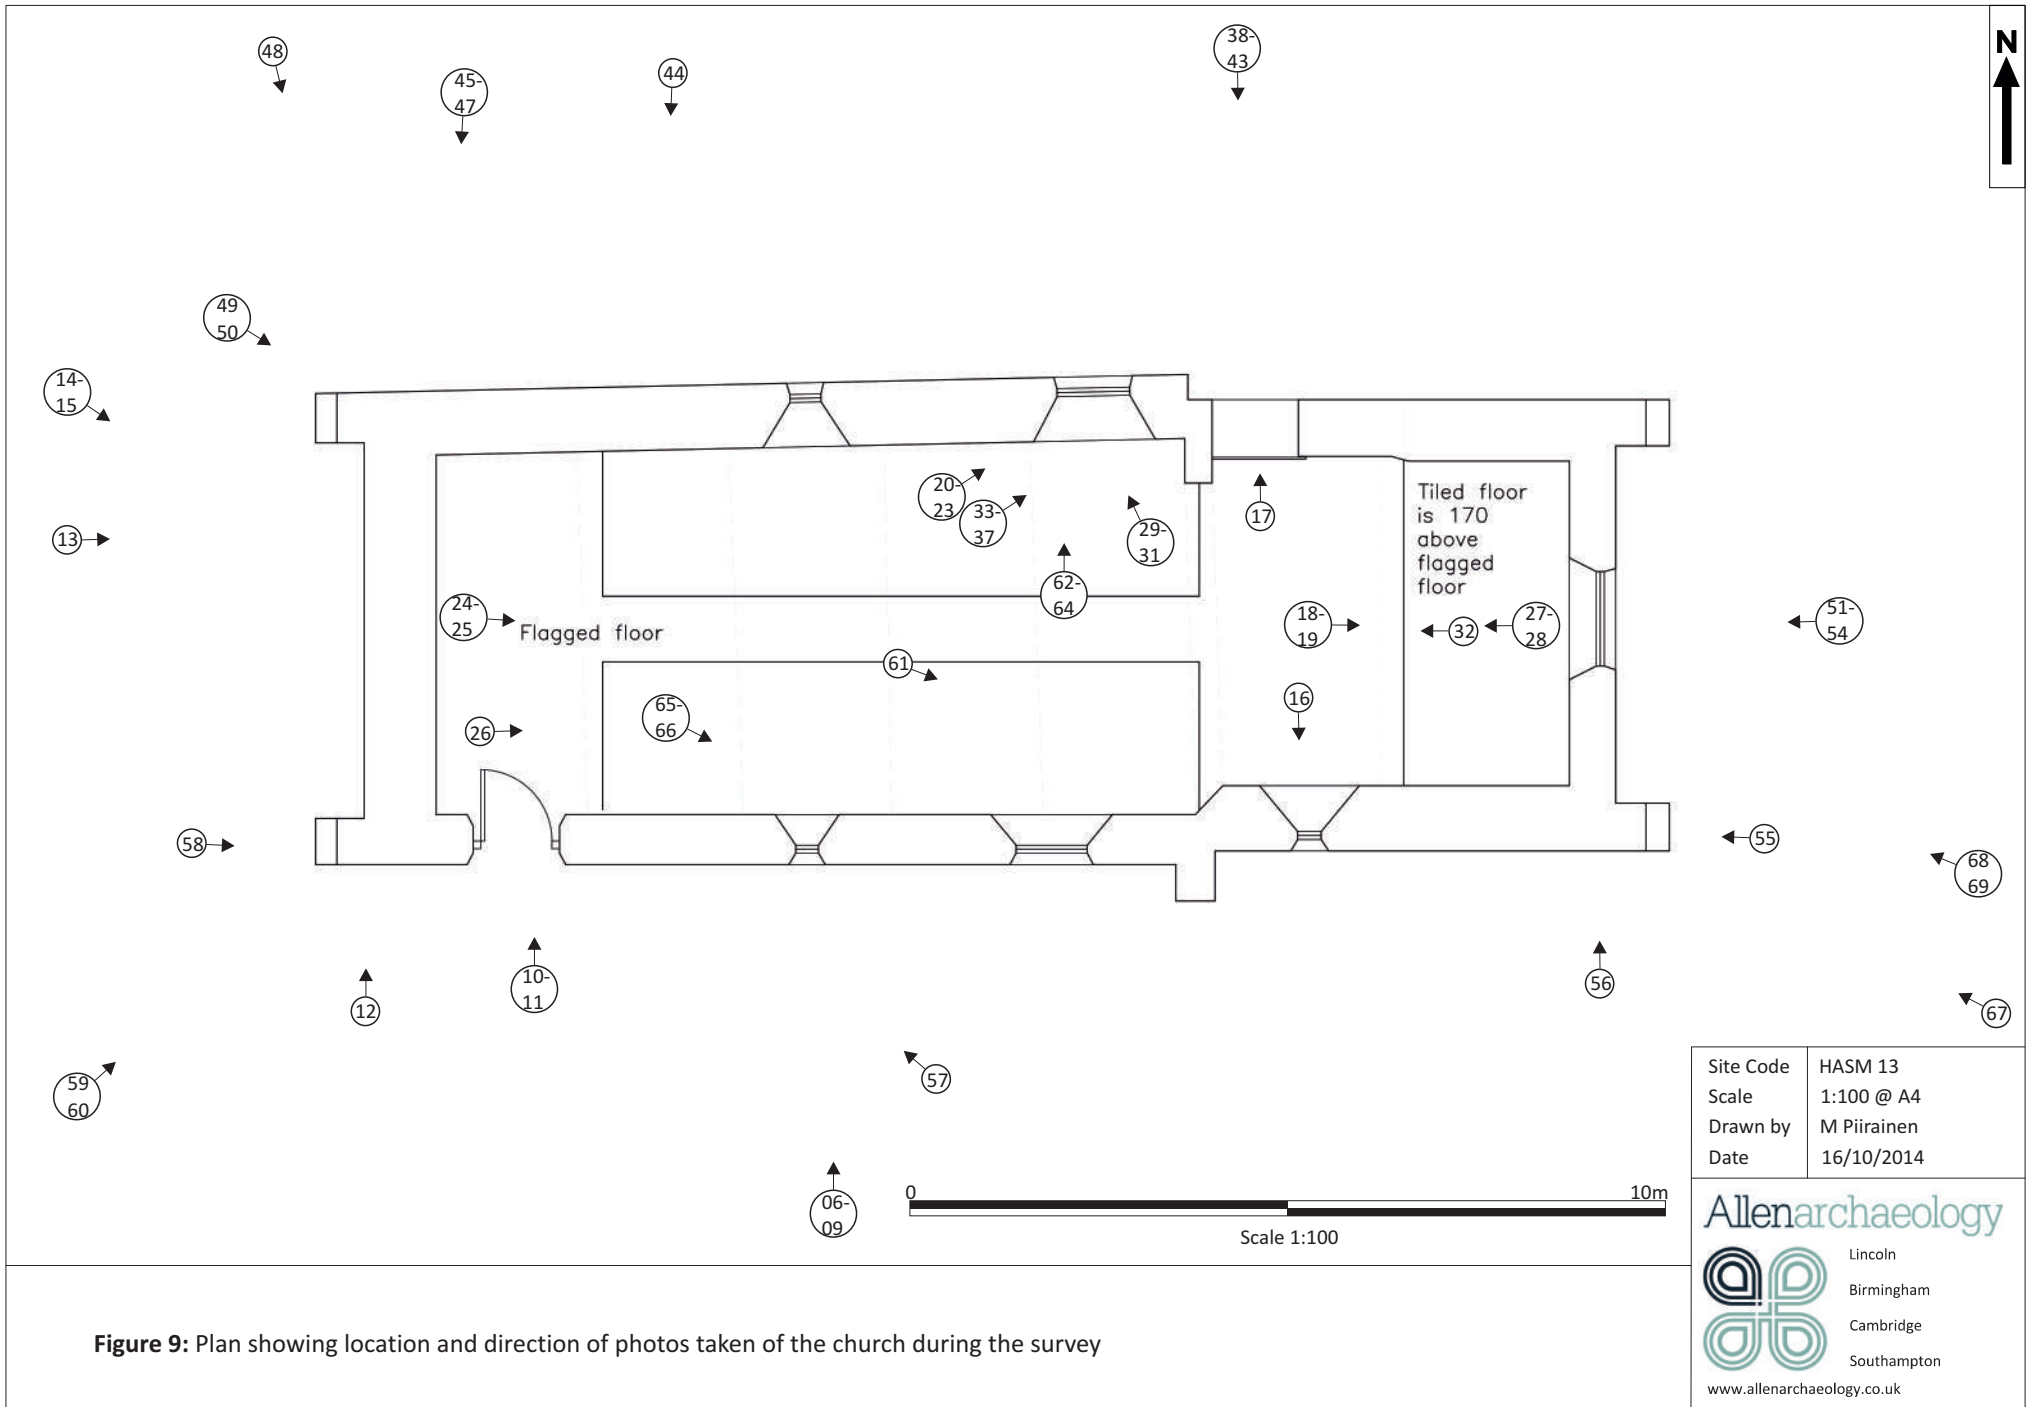 48
45-
47
44
38-
43
N
49
50
14-
15
13
20-
23
33-
37
29-
31
17
Tiled floor
is 170
above
flagged
floor
62-
64
24-
25
Flagged floor
18-
19
32
27-
28
51-
54
61
16
65-
66
26
58
55
68
69
10-
11
12
56
67
59
60
57
06-
09
0
10m
Scale 1:100
Site Code HASM 13
Scale 1:100 @ A4
Drawn by M Piirainen
Date 16/10/2014
Allenarchaeology
Lincoln
Birmingham
Cambridge
Southampton
www.allenarchaeology.co.uk
Figure 9: Plan showing location and direction of photos taken of the church during the survey